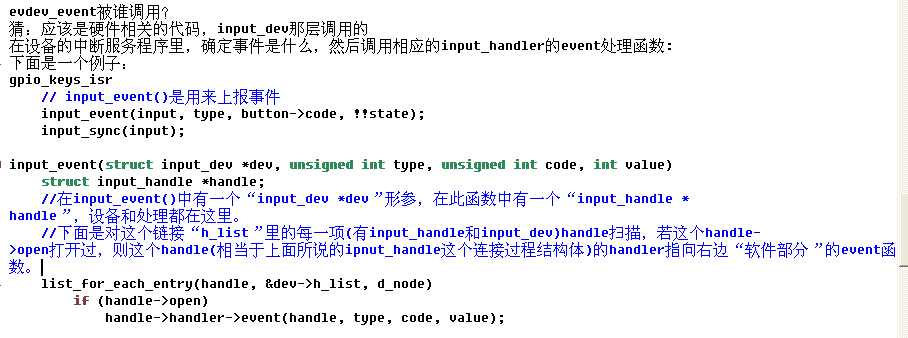 evdev_event被谁调用？
猜：应该是硬件相关的代码，input_dev那层调用的
在设备的中断服务程序里，确定事件是什么，然后调用相应的input_handler的event处理函数:
下面是一个例子：
gpio_keys_isr
// input_event()是用来上报事件
input_event(input, type, button->code, !!state);
input_sync(input);
input_event(struct input_dev *dev, unsigned int type, unsigned int code, int value)
struct input_handle *handle;
//在input_event()中有一个“input_dev *dev”形参，在此函数中有一个“input_handle *
handle”，设备和处理都在这里。
//下面是对这个链接“h_list”里的每一项(有input_handle和input_dev)handle扫描，若这个handle-
>open打开过，则这个handle(相当于上面所说的ipnut_handle这个连接过程结构体)的handler指向右边“软件部分”的event函
数。
list_for_each_entry(handle, &dev->h_list, d_node)
if (handle->open)
handle->handler->event(handle, type, code, value);